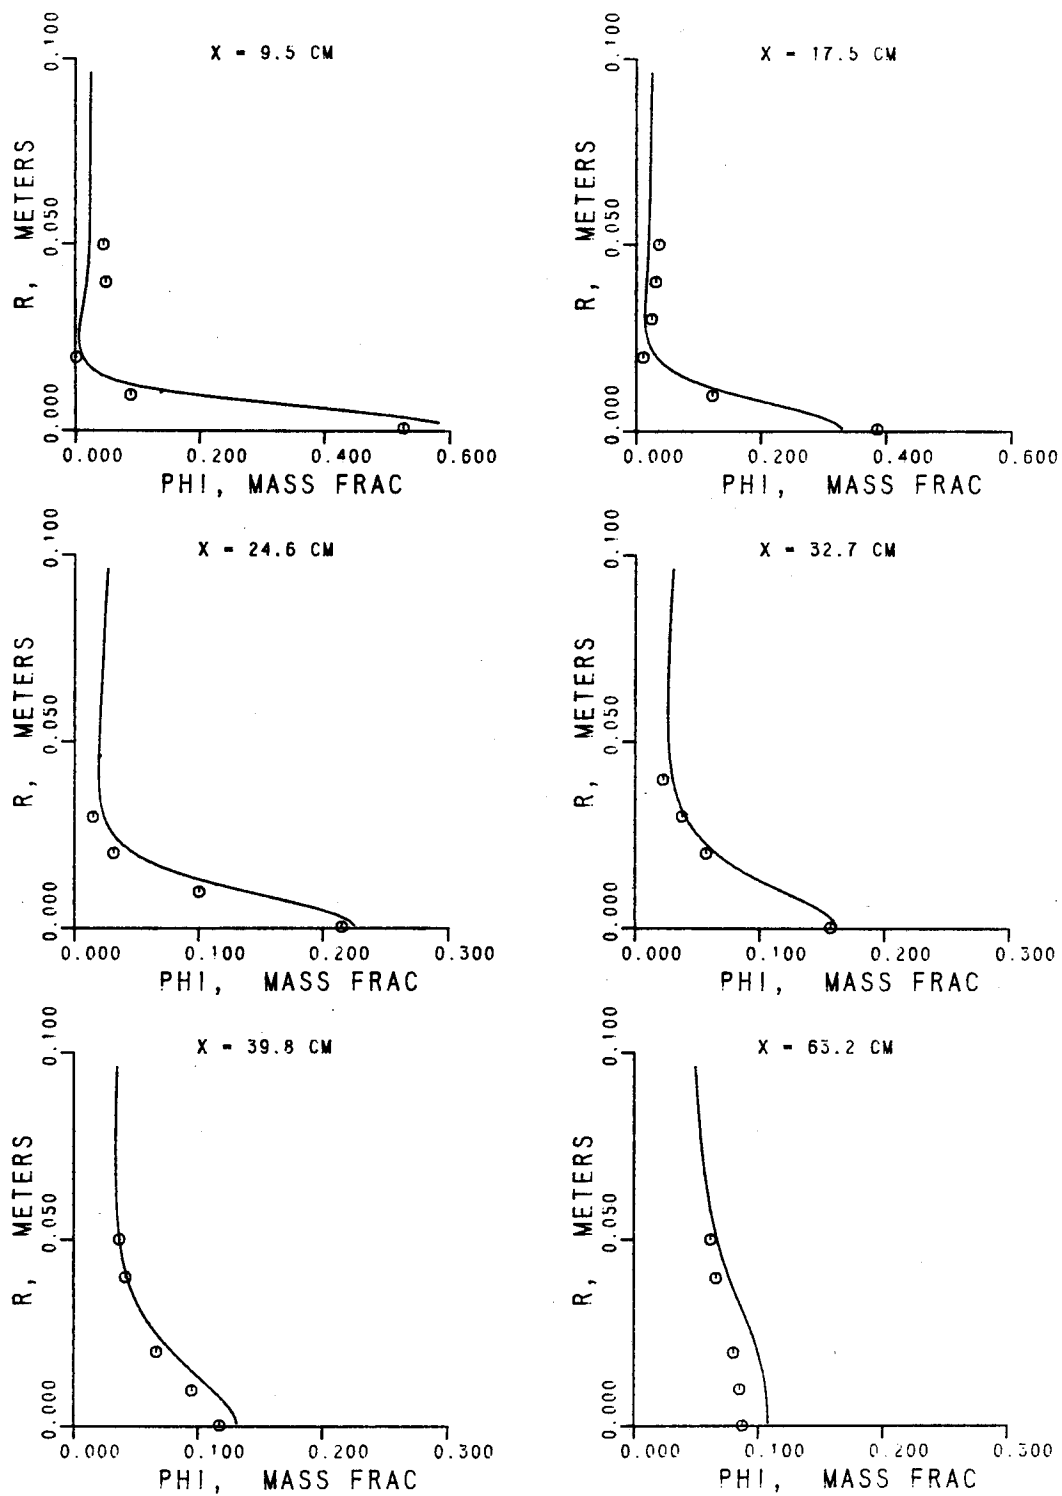 X = 9.5 CM
0.100
0.050
0.000
R, METERS
0.000 0.200 0.400 0.600
PHI, MASS FRAC
X = 17.5 CM
0.100
0.050
0.000
R, METERS
0.000 0.200 0.400 0.600
PHI, MASS FRAC
X = 24.6 CM
0.100
0.050
0.000
R, METERS
0.000 0.100 0.200 0.300
PHI, MASS FRAC
X = 32.7 CM
0.100
0.050
0.000
R, METERS
0.000 0.100 0.200 0.300
PHI, MASS FRAC
X = 39.8 CM
0.100
0.050
0.000
R, METERS
0.000 0.100 0.200 0.300
PHI, MASS FRAC
X = 63.2 CM
0.100
0.050
0.000
R, METERS
0.000 0.100 0.200 0.300
PHI, MASS FRAC